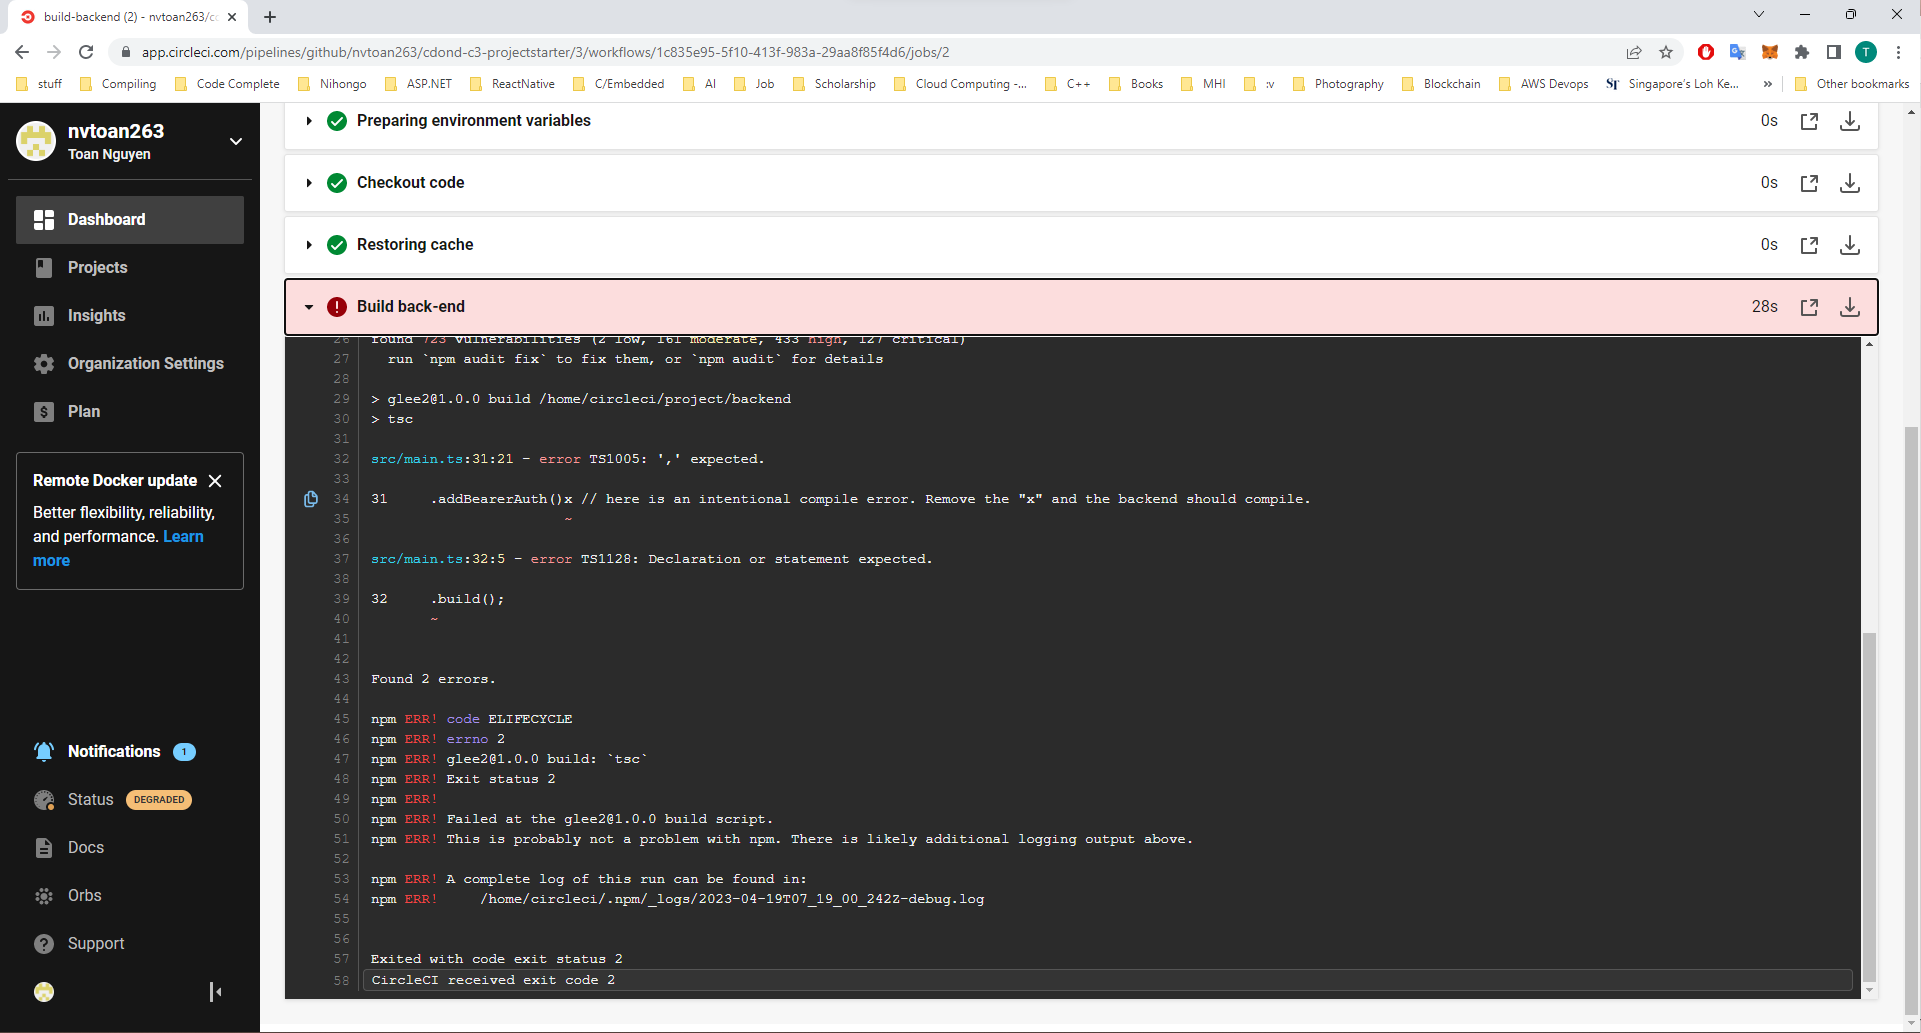 build-backend (2) - nvtoan263/cd
app.circleci.com/pipelines/github/nvtoan263/cdond-c3-projectstarter/3/workflows/1c835e95-5f10-413f-983a-29aa8f85f4d6/jobs/2
T
stuff Compiling Code Complete Nihongo ASP.NET ReactNative C/Embedded AI Job Scholarship Cloud Computing -... C++ Books MHI :v Photography Blockchain AWS Devops ST Singapore's Loh Ke... » Other bookmarks
nvtoan263
Toan Nguyen
Dashboard
Projects
Insights
Organization Settings
Plan
Remote Docker update
Better flexibility, reliability,
and performance. Learn
more
Notifications 1
Status DEGRADED
Docs
Orbs
Support
Preparing environment variables 0s
Checkout code 0s
Restoring cache 0s
Build back-end 28s
26 found 723 vulnerabilities (2 low, 161 moderate, 433 high, 127 critical)
27 run `npm audit fix` to fix them, or `npm audit` for details
28
29 > glee2@1.0.0 build /home/circleci/project/backend
30 > tsc
31
32 src/main.ts:31:21 - error TS1005: ',' expected.
33
34 31 .addBearerAuth()x // here is an intentional compile error. Remove the "x" and the backend should compile.
35 ~
36
37 src/main.ts:32:5 - error TS1128: Declaration or statement expected.
38
39 32 .build();
40 ~
41
42
43 Found 2 errors.
44
45 npm ERR! code ELIFECYCLE
46 npm ERR! errno 2
47 npm ERR! glee2@1.0.0 build: `tsc`
48 npm ERR! Exit status 2
49 npm ERR!
50 npm ERR! Failed at the glee2@1.0.0 build script.
51 npm ERR! This is probably not a problem with npm. There is likely additional logging output above.
52
53 npm ERR! A complete log of this run can be found in:
54 npm ERR! /home/circleci/.npm/_logs/2023-04-19T07_19_00_242Z-debug.log
55
56
57 Exited with code exit status 2
58 CircleCI received exit code 2